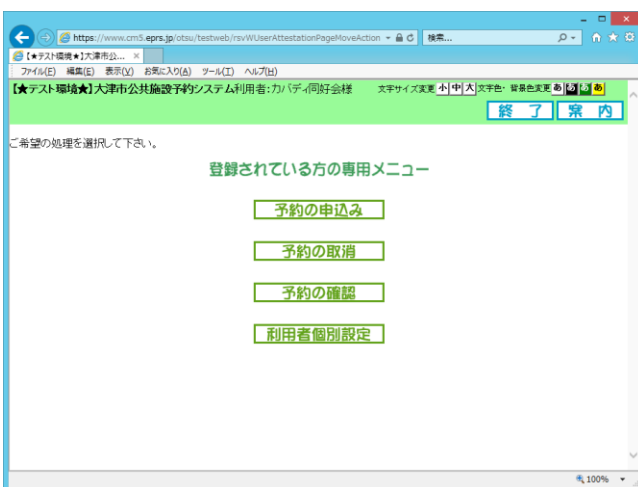 https://www.cm5.eprs.jp/otsu/testweb/rsvWUserAttestationPageMoveAction
検索...
【★テスト環境★】大津市公...
ファイル(F) 編集(E) 表示(V) お気に入り(A) ツール(T) ヘルプ(H)
【★テスト環境★】大津市公共施設予約システム利用者:カバディ同好会様 文字サイズ変更 小 中 大 文字色・背景色変更 あ あ あ あ
終 了 案 内
ご希望の処理を選択して下さい。
登録されている方の専用メニュー
予約の申込み
予約の取消
予約の確認
利用者個別設定
100%